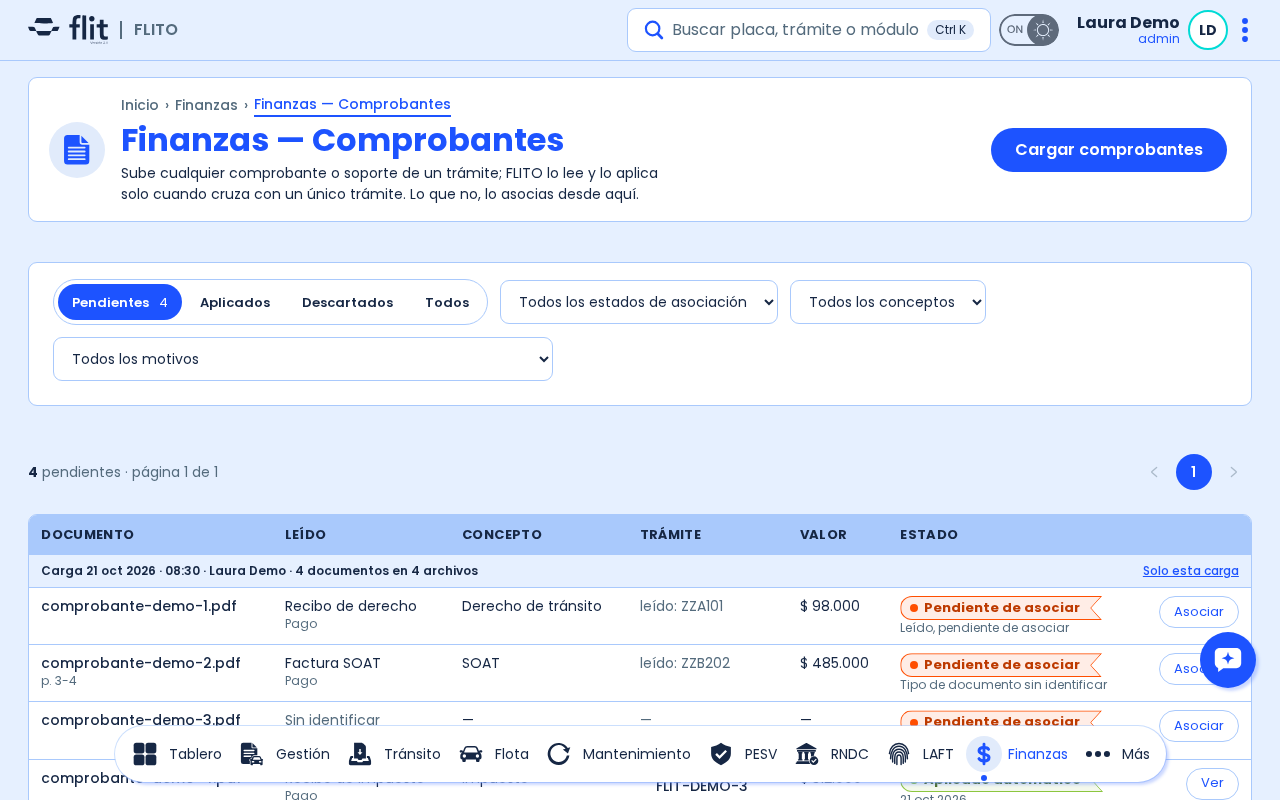 flit | FLITO
Buscar placa, trámite o módulo Ctrl K
ON
Laura Demo
admin
LD
Inicio › Finanzas › Finanzas — Comprobantes
Finanzas — Comprobantes
Sube cualquier comprobante o soporte de un trámite; FLITO lo lee y lo aplica
solo cuando cruza con un único trámite. Lo que no, lo asocias desde aquí.
Cargar comprobantes
Pendientes 4 Aplicados Descartados Todos
Todos los estados de asociación
Todos los conceptos
Todos los motivos
4 pendientes · página 1 de 1
1
DOCUMENTO LEÍDO CONCEPTO TRÁMITE VALOR ESTADO
Carga 21 oct 2026 · 08:30 · Laura Demo · 4 documentos en 4 archivos Solo esta carga
comprobante-demo-1.pdf Recibo de derecho Derecho de tránsito leído: ZZA101 $ 98.000 Pendiente de asociar Asociar
Pago Leído, pendiente de asociar
comprobante-demo-2.pdf Factura SOAT SOAT leído: ZZB202 $ 485.000 Pendiente de asociar
p. 3-4 Pago Tipo de documento sin identificar
comprobante-demo-3.pdf Sin identificar — — — Pendiente de asociar Asociar
Tablero Gestión Tránsito Flota Mantenimiento PESV RNDC LAFT Finanzas Más
FLIT-DEMO-3 Ver
Pago 21 oct 2026